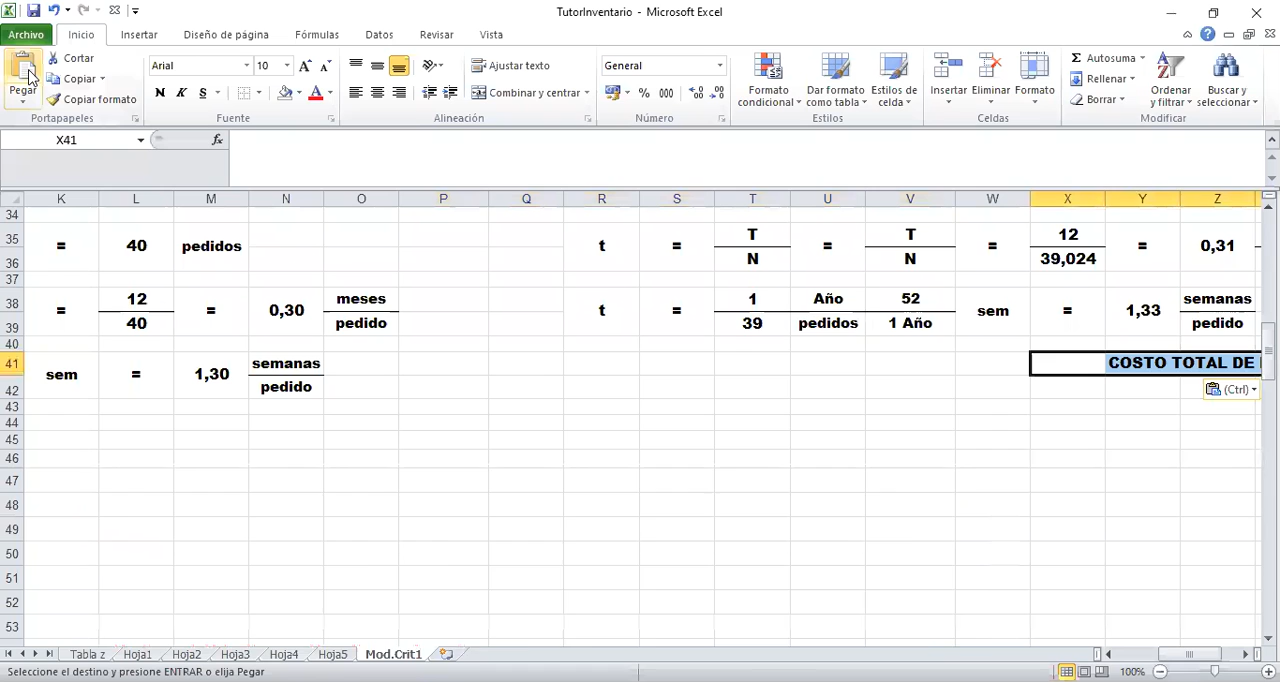 TutorInventario - Microsoft Excel
Archivo Inicio Insertar Diseño de página Fórmulas Datos Revisar Vista
Pegar Cortar Copiar Copiar formato Portapapeles
Arial 10 N K S Fuente
Ajustar texto Combinar y centrar Alineación
General % 000 Número
Formato condicional Dar formato como tabla Estilos de celda Estilos
Insertar Eliminar Formato Celdas
Σ Autosuma Rellenar Borrar Ordenar y filtrar Buscar y seleccionar Modificar
X41 fx
K L M N O P Q R S T U V W X Y Z
34
35 = 40 pedidos t = T = T = 12 = 0,31
36 N N 39,024
37
38 = 12 = 0,30 meses t = 1 Año 52 sem = 1,33 semanas
39 40 pedido 39 pedidos 1 Año pedido
40
41 sem = 1,30 semanas COSTO TOTAL DE
42 pedido (Ctrl)
43
44
45
46
47
48
49
50
51
52
53
Tabla z Hoja1 Hoja2 Hoja3 Hoja4 Hoja5 Mod.Crit1
Seleccione el destino y presione ENTRAR o elija Pegar 100%